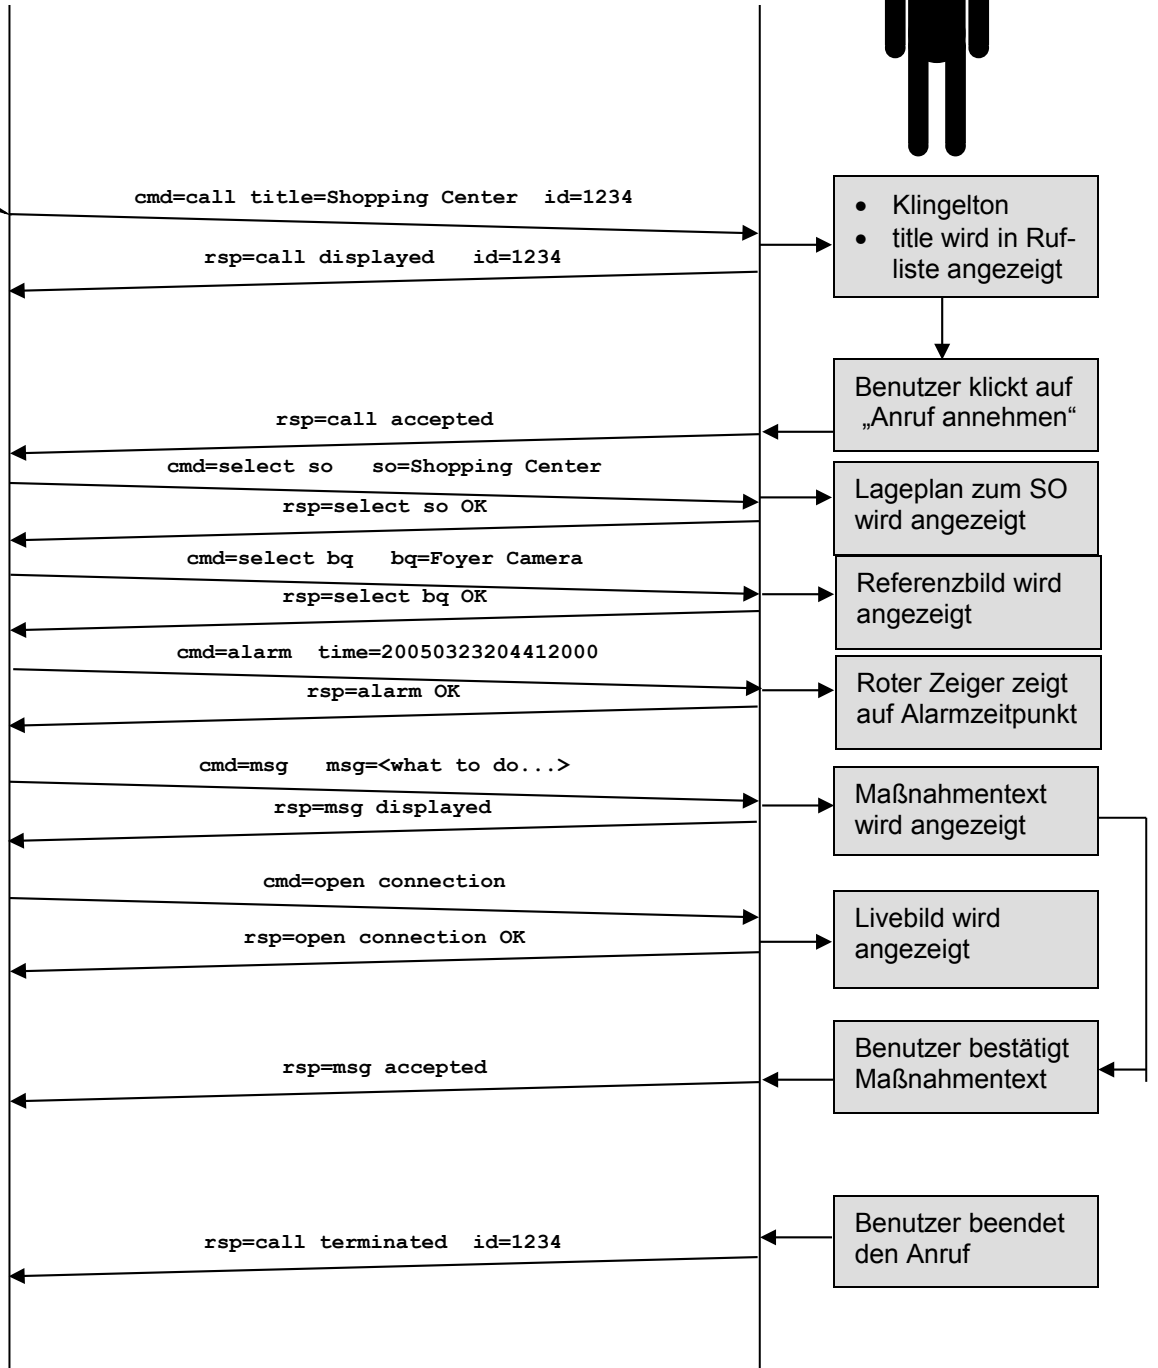 cmd=call title=Shopping Center  id=1234
• Klingelton
• title wird in Ruf-
liste angezeigt
rsp=call displayed   id=1234
Benutzer klickt auf
„Anruf annehmen“
rsp=call accepted
cmd=select so   so=Shopping Center
Lageplan zum SO
wird angezeigt
rsp=select so OK
cmd=select bq   bq=Foyer Camera
Referenzbild wird
angezeigt
rsp=select bq OK
cmd=alarm  time=20050323204412000
Roter Zeiger zeigt
auf Alarmzeitpunkt
rsp=alarm OK
cmd=msg   msg=<what to do...>
Maßnahmentext
wird angezeigt
rsp=msg displayed
cmd=open connection
Livebild wird
angezeigt
rsp=open connection OK
Benutzer bestätigt
Maßnahmentext
rsp=msg accepted
Benutzer beendet
den Anruf
rsp=call terminated  id=1234